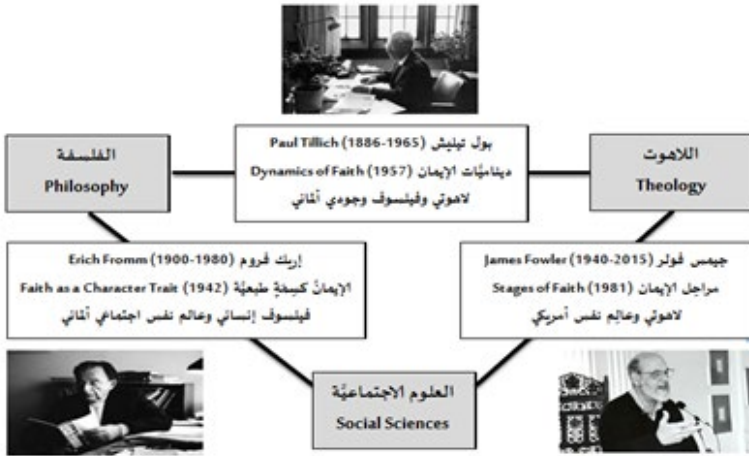 الفلسفة
Philosophy
بول تيليش Paul Tillich (1886-1965)
ديناميَّات الإيمان Dynamics of Faith (1957)
لاهوتي وفيلسوف وجودي ألماني
اللاهوت
Theology
إريك فروم Erich Fromm (1900-1980)
الإيمانُ كسِمَةٍ طبعيَّة Faith as a Character Trait (1942)
فيلسوف إنساني وعالم نفس اجتماعي ألماني
جيمس فولر James Fowler (1940-2015)
مراحِل الإيمان Stages of Faith (1981)
لاهوتي وعالِم نفس أمريكي
العلوم الاجتماعيَّة
Social Sciences